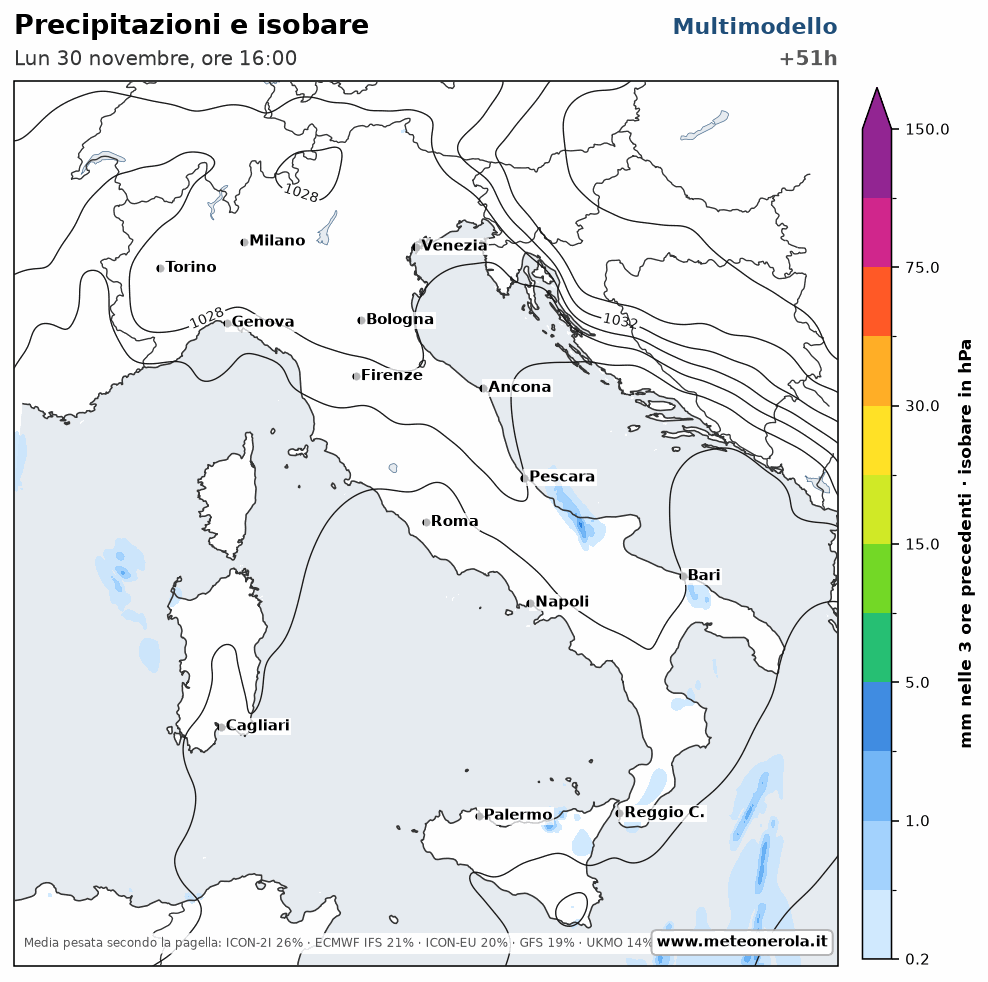 Precipitazioni e isobare
Multimodello
Lun 30 novembre, ore 16:00
+51h
150.0
1028
Venezia
Milano
Torino
75.0
1028
Genova
Bologna
1032
Firenze
Ancona
30.0
mm nelle 3 ore precedenti · isobare in hPa
Pescara
Roma
15.0
Bari
Napoli
5.0
Cagliari
Palermo
Reggio C.
1.0
Media pesata secondo la pagella: ICON-2I 26% · ECMWF IFS 21% · ICON-EU 20% · GFS 19% · UKMO 14%
www.meteonerola.it
0.2